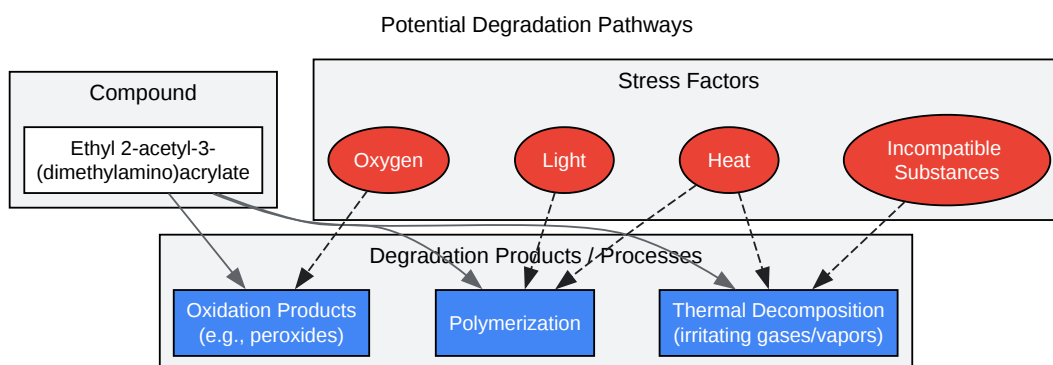 Potential Degradation Pathways
Compound
Stress Factors
Ethyl 2-acetyl-3-
(dimethylamino)acrylate
Oxygen
Light
Heat
Incompatible
Substances
Degradation Products / Processes
Oxidation Products
(e.g., peroxides)
Polymerization
Thermal Decomposition
(irritating gases/vapors)